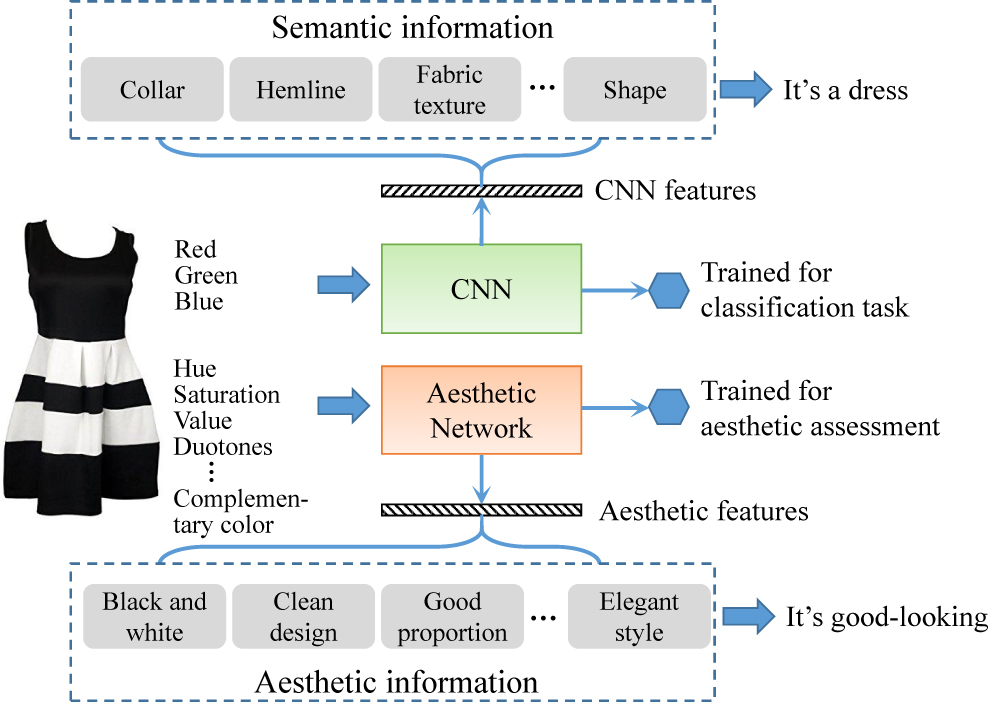 Semantic information
Collar
Hemline
Fabric
texture
...
Shape
It's a dress
CNN features
Red
Green
Blue
CNN
Trained for
classification task
Hue
Saturation
Value
Duotones
⋮
Complemen-
tary color
Aesthetic
Network
Trained for
aesthetic assessment
Aesthetic features
Black and
white
Clean
design
Good
proportion
...
Elegant
style
It's good-looking
Aesthetic information